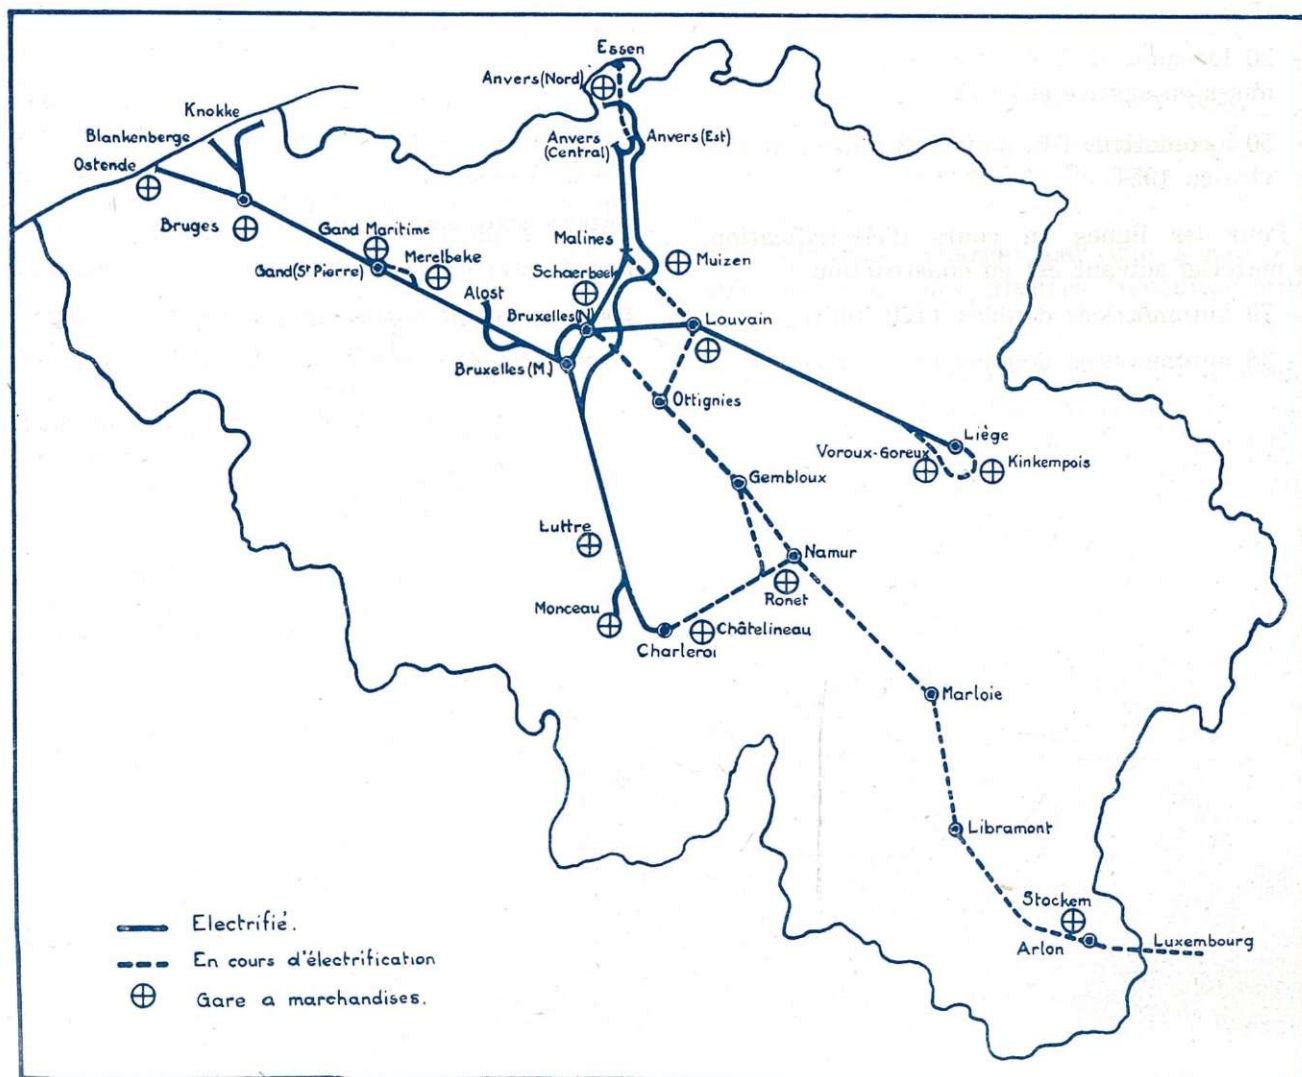 Essen
Anvers (Nord)
Knokke
Blankenberge
Anvers
(Central)
Anvers (Est)
Ostende
Bruges
Gand Maritime
Malines
Merelbeke
Schaerbeek
Muizen
Gand (St Pierre)
Alost
Bruxelles (N)
Louvain
Bruxelles (M.)
Ottignies
Liège
Voroux-Goreux
Kinkempois
Gembloux
Luttre
Namur
Ronet
Monceau
Châtelineau
Charleroi
Marloie
Libramont
Stockem
Arlon
Luxembourg
Electrifié.
En cours d'électrification
Gare a marchandises.